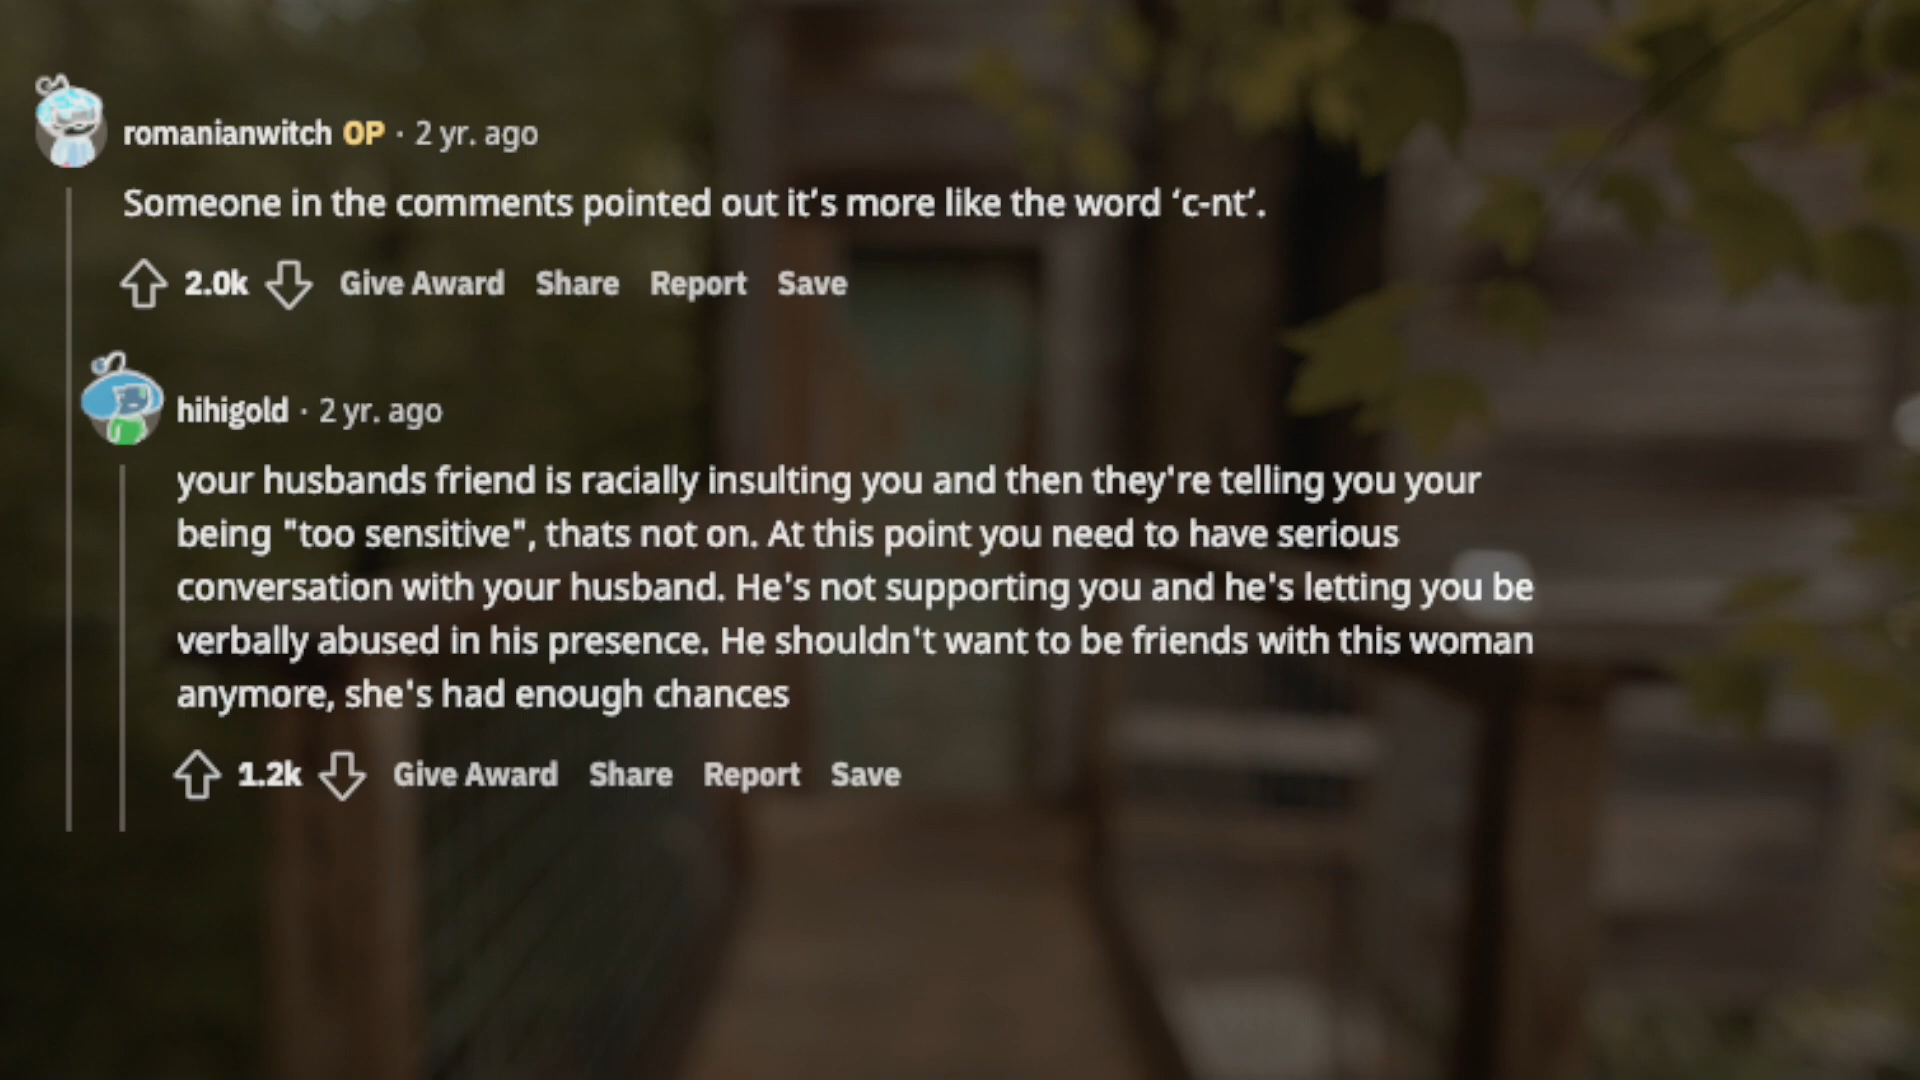 romanianwitch OP · 2 yr. ago
Someone in the comments pointed out it’s more like the word ‘c-nt’.
2.0k Give Award Share Report Save
hihigold · 2 yr. ago
your husbands friend is racially insulting you and then they're telling you your
being "too sensitive", thats not on. At this point you need to have serious
conversation with your husband. He's not supporting you and he's letting you be
verbally abused in his presence. He shouldn't want to be friends with this woman
anymore, she's had enough chances
1.2k Give Award Share Report Save